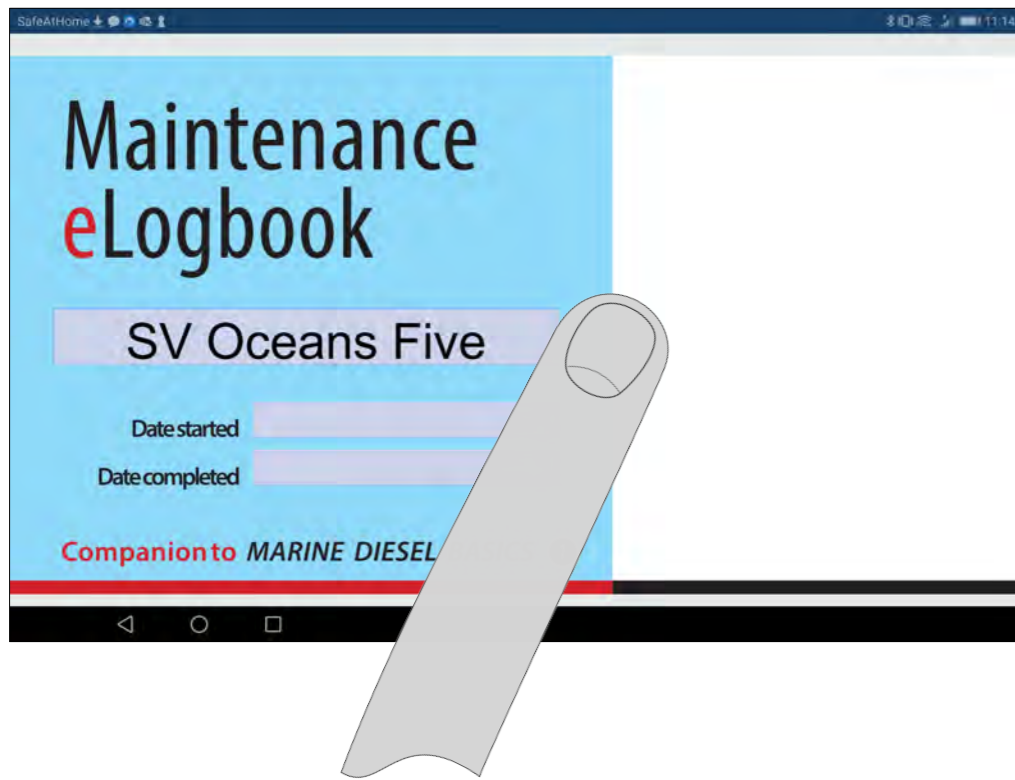 SafeAtHome
11:14
Maintenance
eLogbook
SV Oceans Five
Date started
Date completed
Companion to MARINE DIESEL